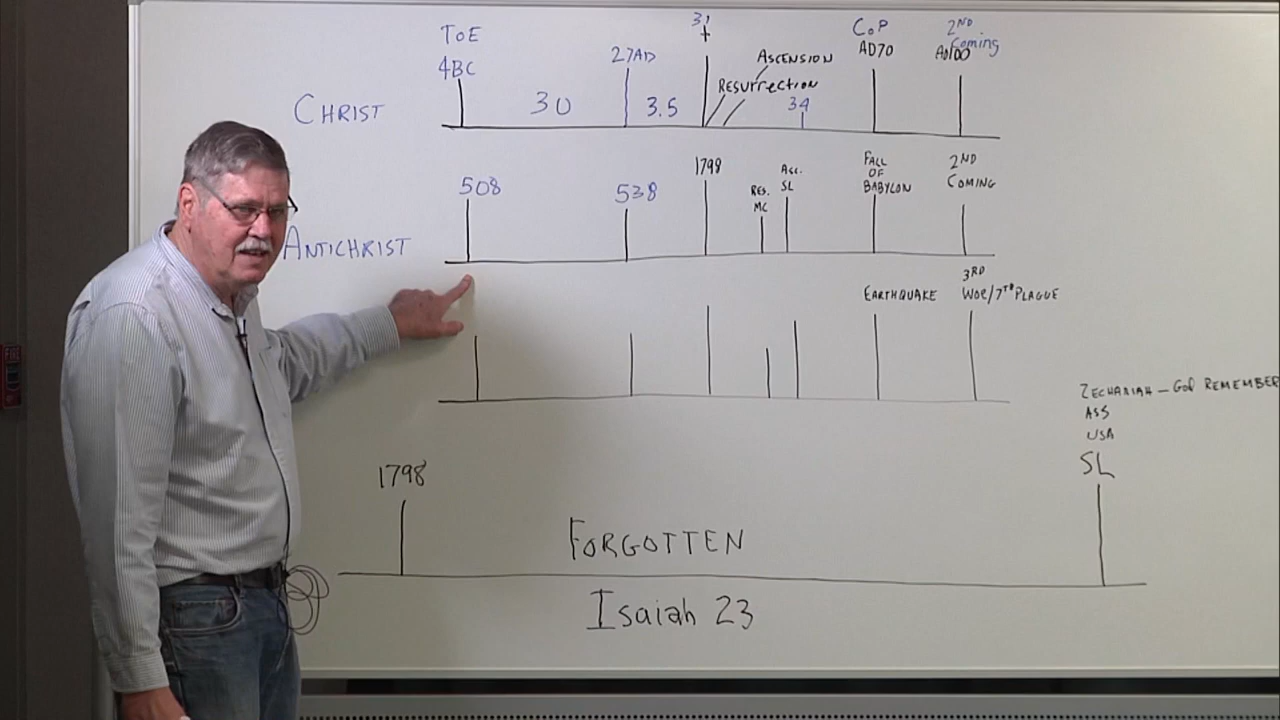 ToE
4BC
27AD
31
†
ASCENSION
RESURRECTION
CoP
AD70
2ND
Coming
AD100
CHRIST
30
3.5
34
508
538
1798
RES.
MC
SL
FALL
OF
BABYLON
2ND
COMING
ANTICHRIST
EARTHQUAKE
3RD
WOE/7TH PLAGUE
ZECHARIAH — GOD REMEMBER
ASS
USA
SL
1798
FORGOTTEN
Isaiah 23
FIRE